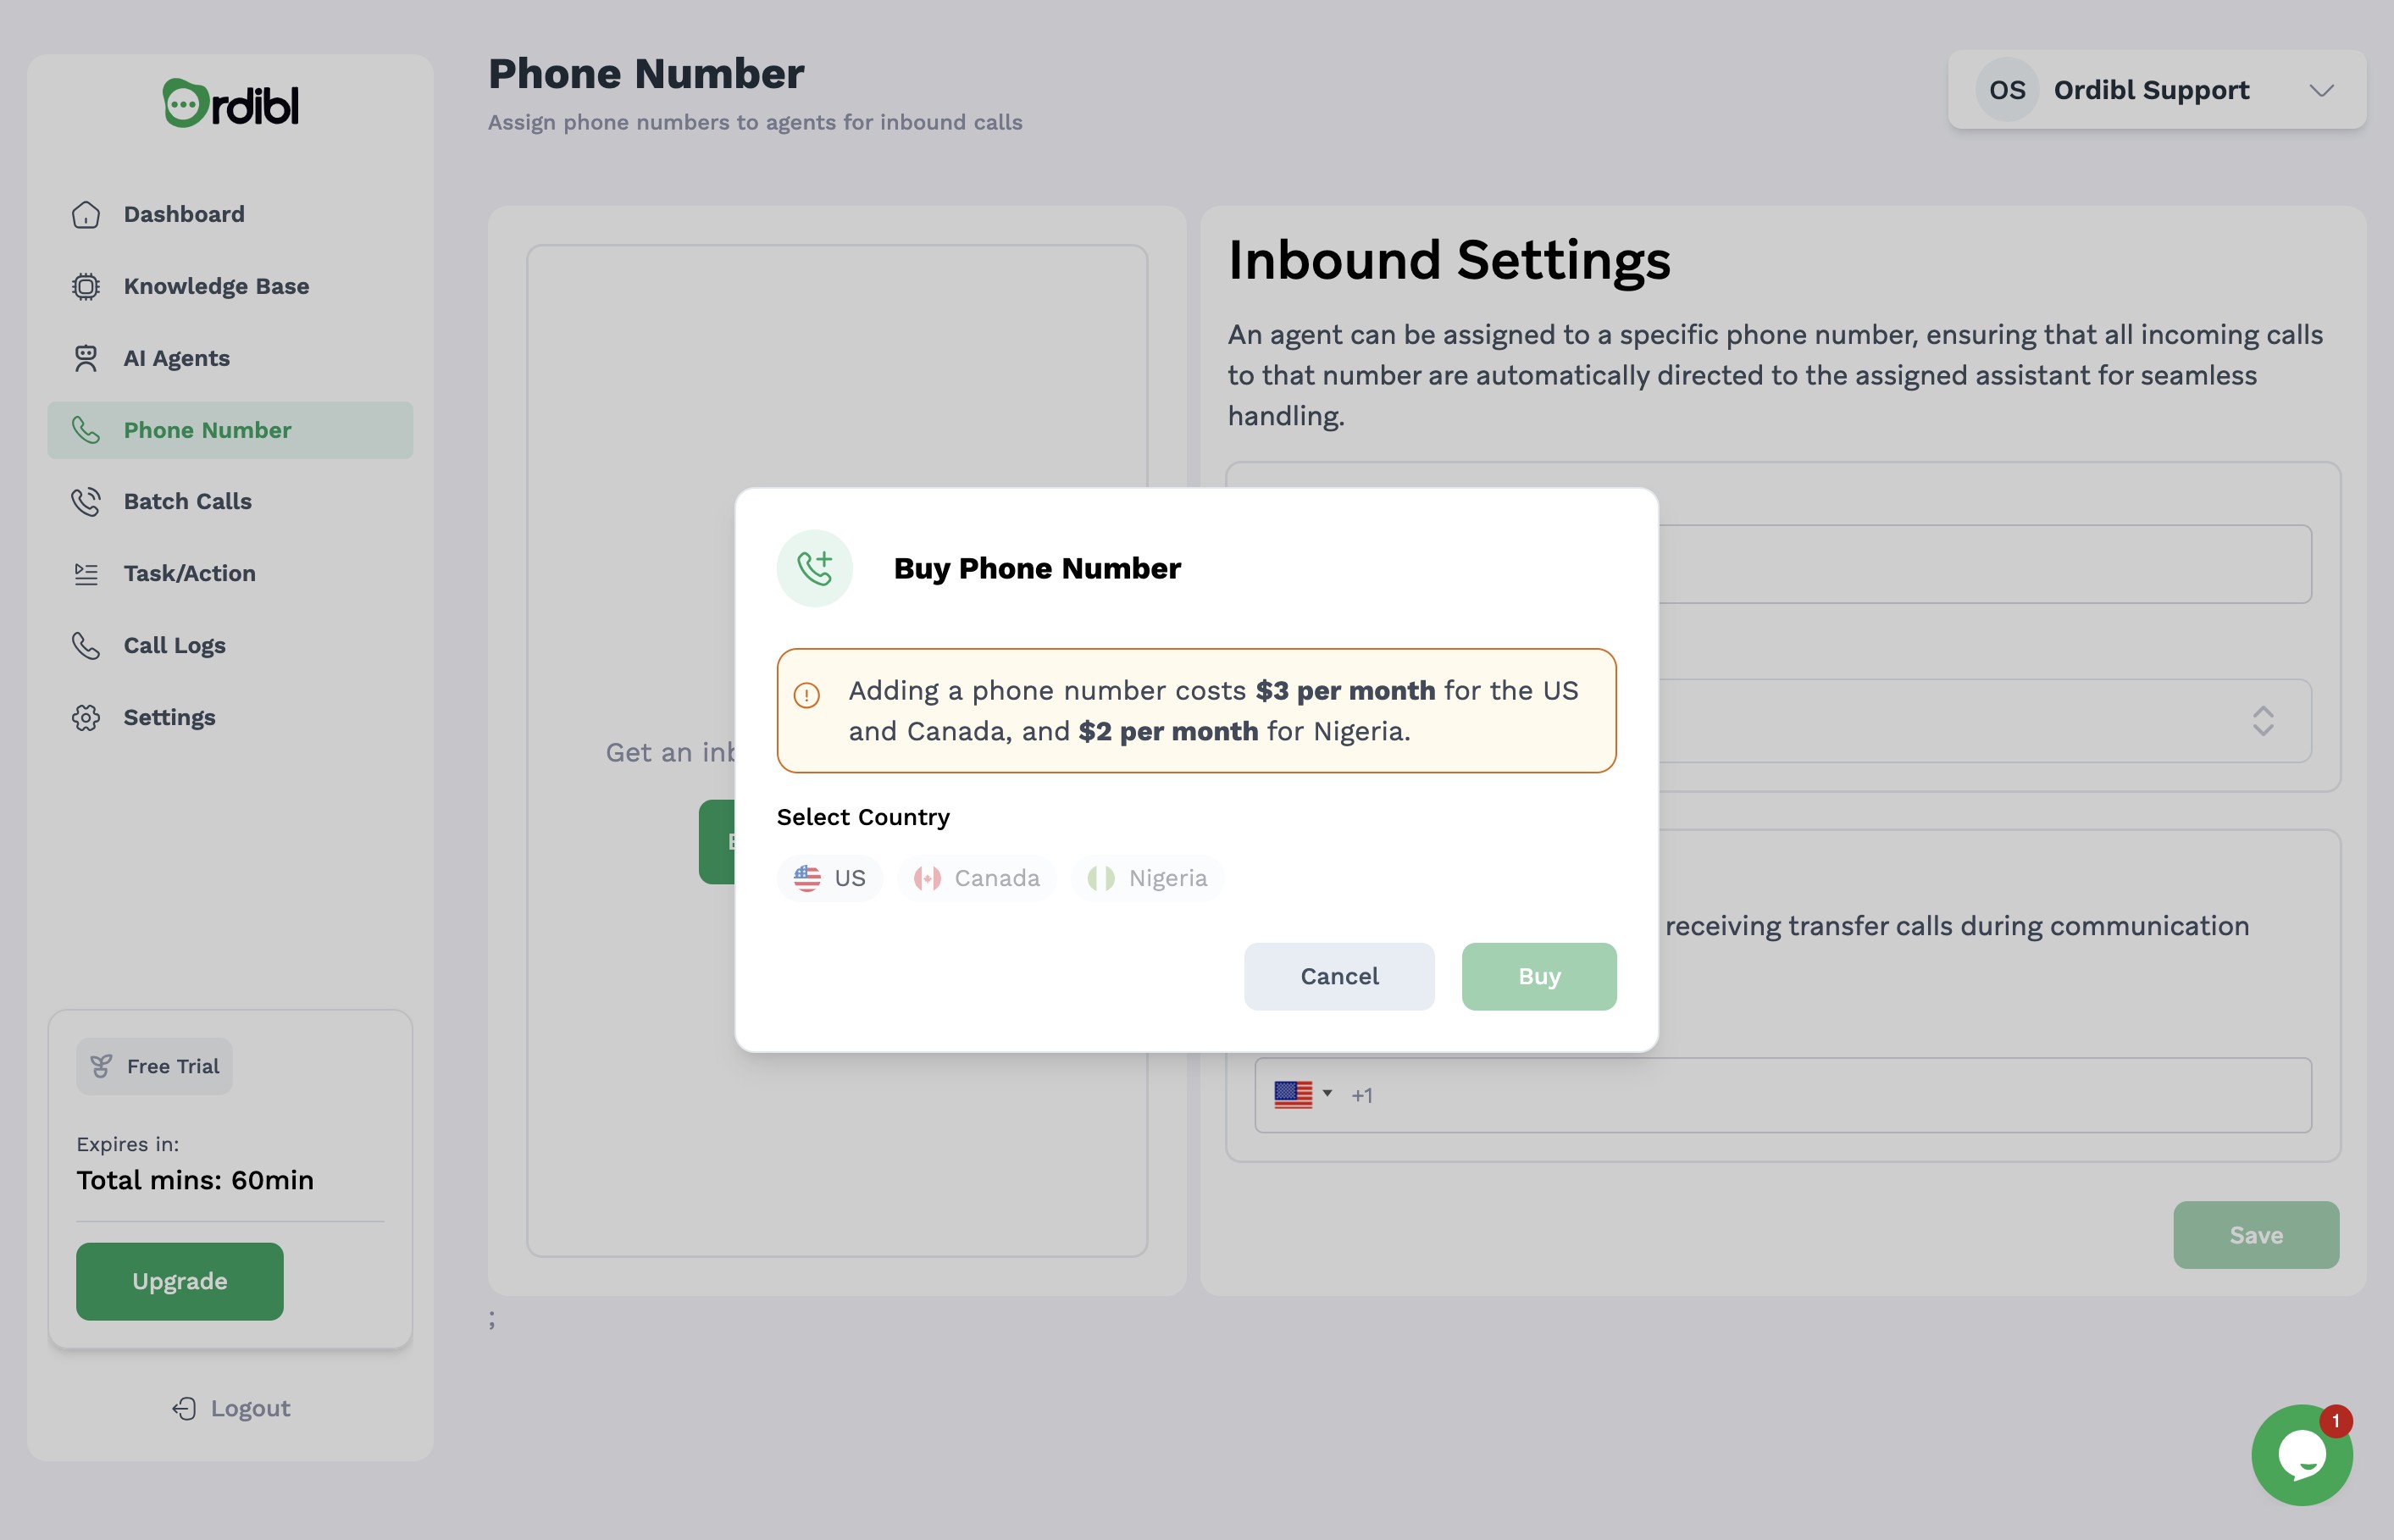 Ordibl
Dashboard
Knowledge Base
AI Agents
Phone Number
Batch Calls
Task/Action
Call Logs
Settings
Free Trial
Expires in:
Total mins: 60min
Upgrade
Logout
Phone Number
Assign phone numbers to agents for inbound calls
OS Ordibl Support
Get an
;
Inbound Settings
An agent can be assigned to a specific phone number, ensuring that all incoming calls
to that number are automatically directed to the assigned assistant for seamless
handling.
receiving transfer calls during communication
+1
Save
Buy Phone Number
Adding a phone number costs $3 per month for the US
and Canada, and $2 per month for Nigeria.
Select Country
US Canada Nigeria
Cancel Buy
1